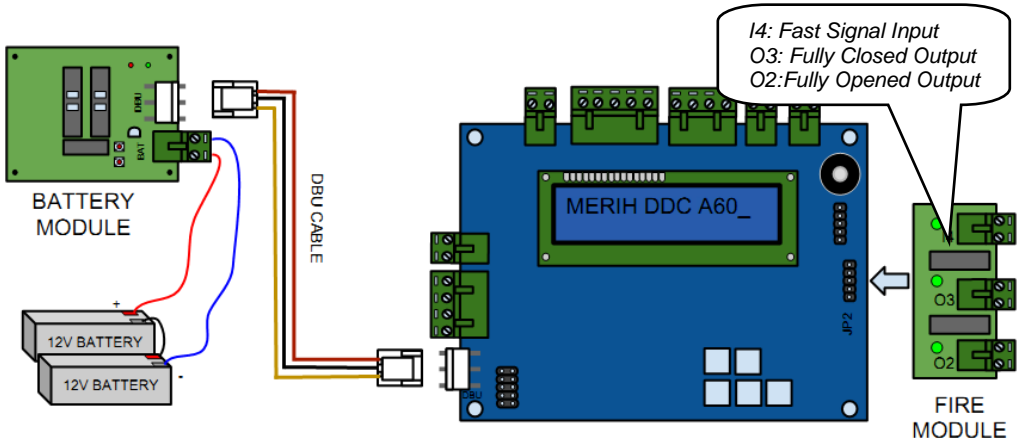 I4: Fast Signal Input
O3: Fully Closed Output
O2:Fully Opened Output
DBU
BAT
BATTERY
MODULE
DBU CABLE
MERIH DDC A60_
I4
O3
O2
JP2
+
12V BATTERY
12V BATTERY
-
DBU
FIRE
MODULE